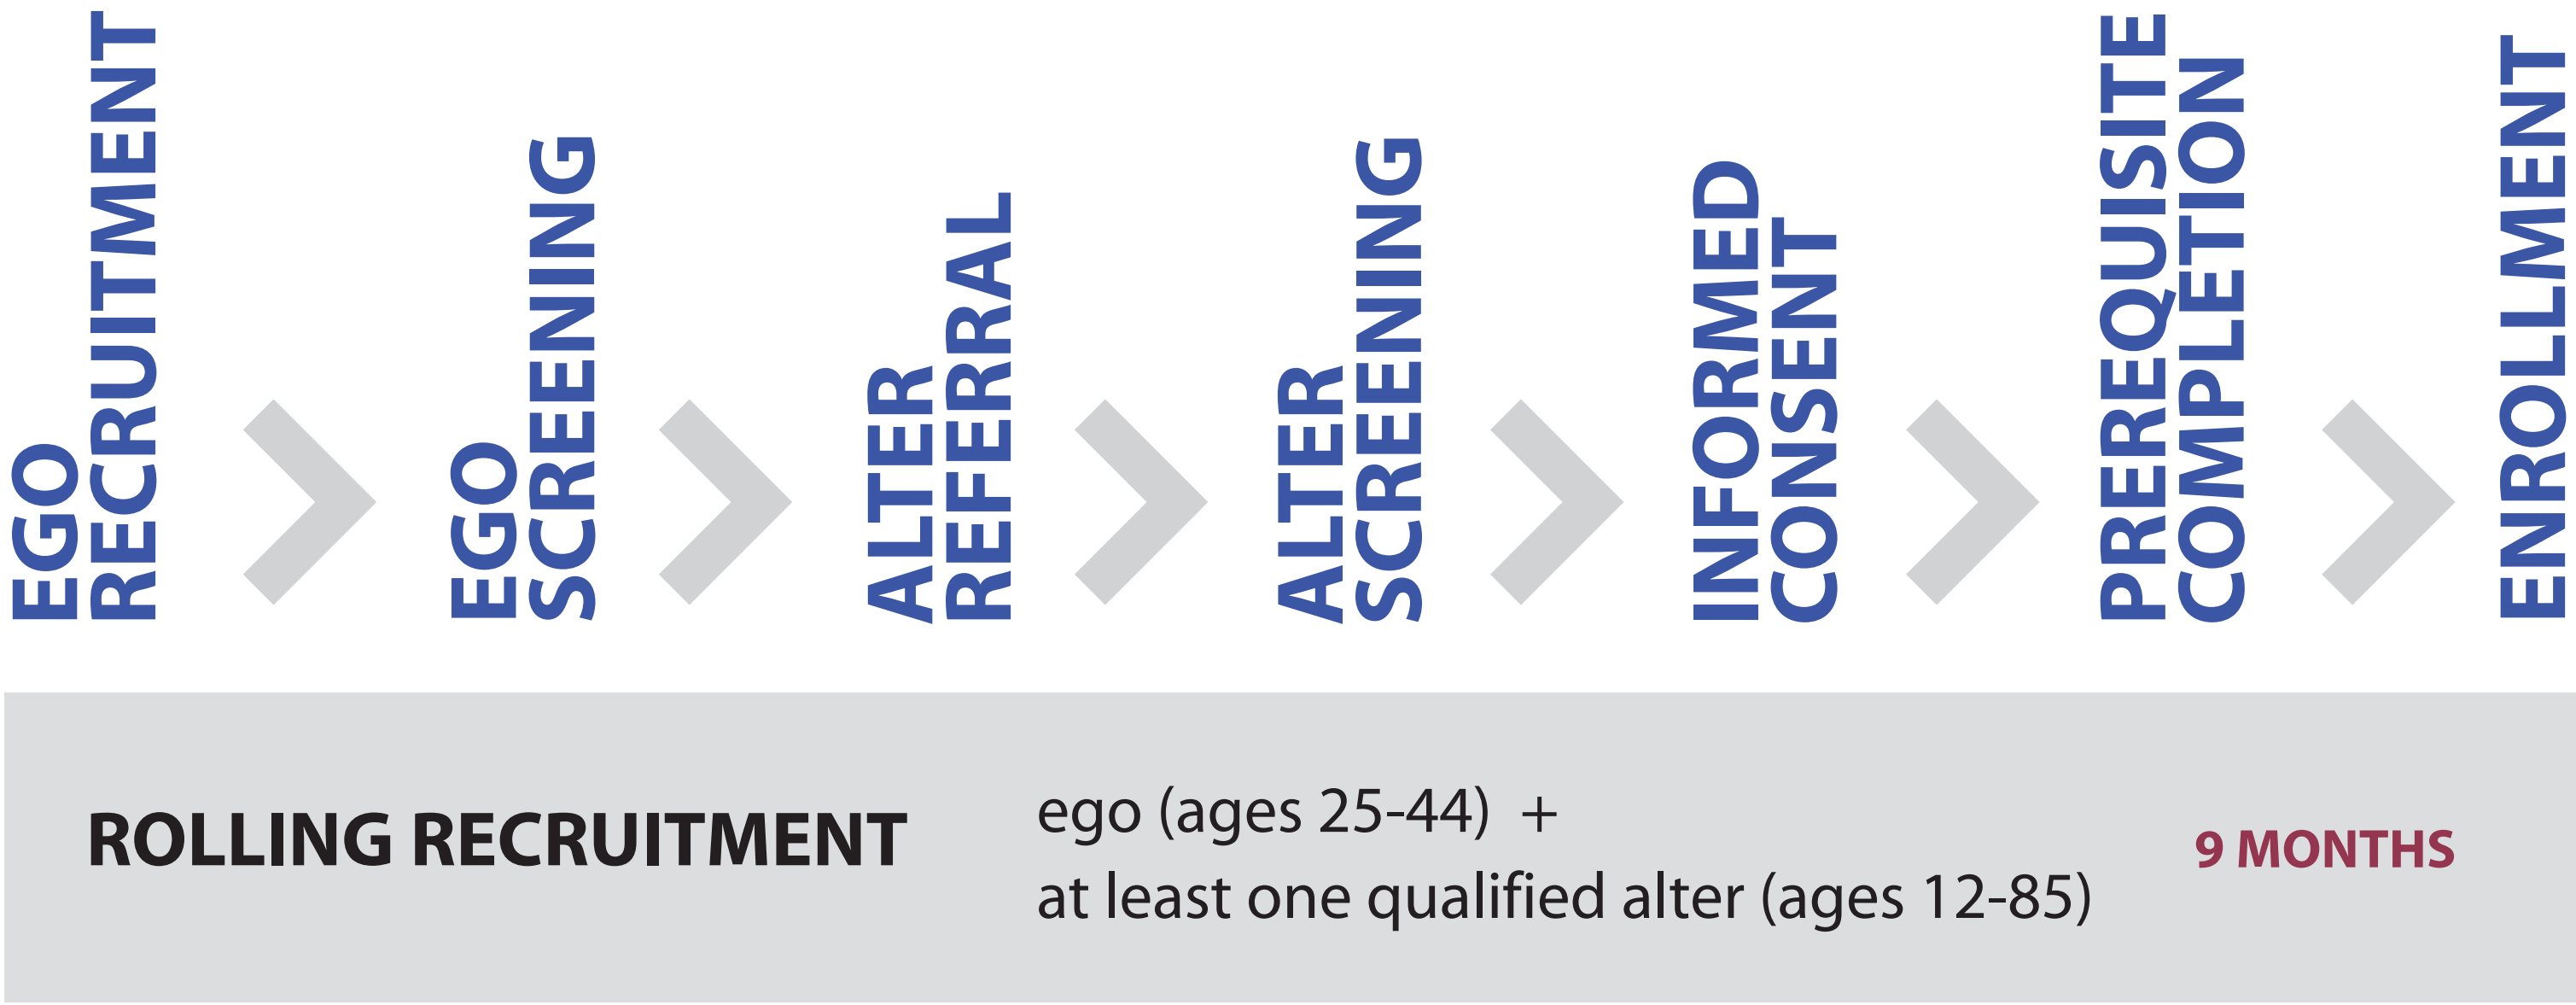 EGO
RECRUITMENT
EGO
SCREENING
ALTER
REFERRAL
ALTER
SCREENING
INFORMED
CONSENT
PREREQUISITE
COMPLETION
ENROLLMENT
ROLLING RECRUITMENT
ego (ages 25-44) +
at least one qualified alter (ages 12-85)
9 MONTHS